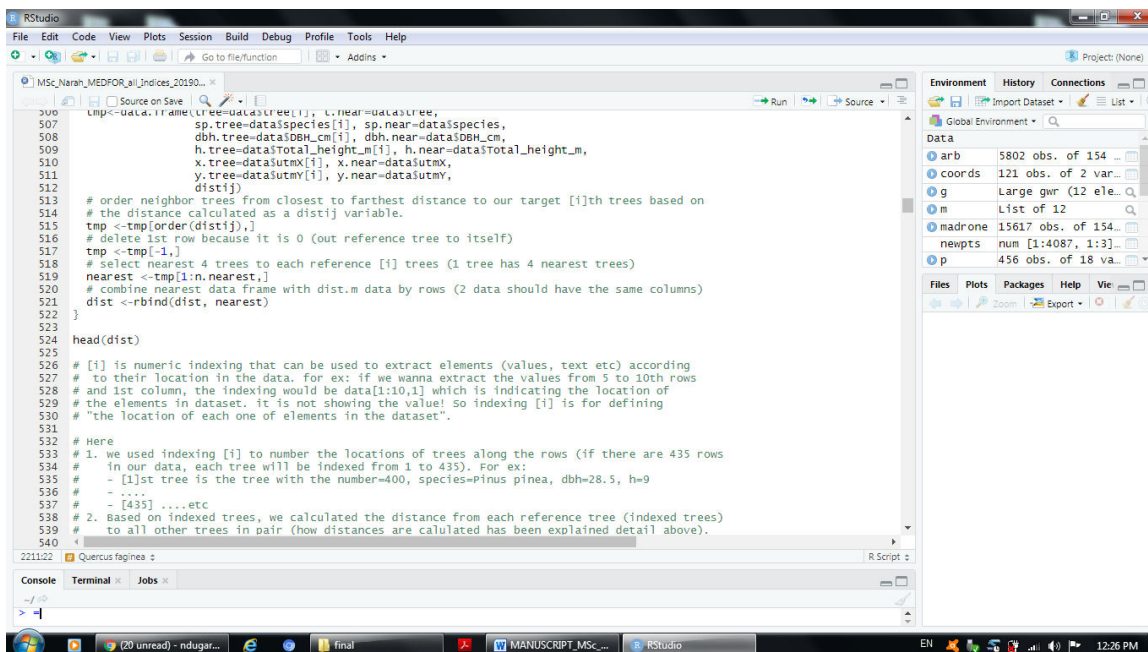 RStudio
File Edit Code View Plots Session Build Debug Profile Tools Help
Go to file/function
Addins
Project: (None)
MSc_Narah_MEDFOR_all_Indices_20190...
Source on Save
Run
Source
506 tmp<-data.frame(tree=data$tree[i], t.near=data$tree,
507 sp.tree=data$species[i], sp.near=data$species,
508 dbh.tree=data$DBH_cm[i], dbh.near=data$DBH_cm,
509 h.tree=data$Total_height_m[i], h.near=data$Total_height_m,
510 x.tree=data$utmX[i], x.near=data$utmX,
511 y.tree=data$utmY[i], y.near=data$utmY,
512 distij)
513 # order neighbor trees from closest to farthest distance to our target [i]th trees based on
514 # the distance calculated as a distij variable.
515 tmp <-tmp[order(distij),]
516 # delete 1st row because it is 0 (out reference tree to itself)
517 tmp <-tmp[-1,]
518 # select nearest 4 trees to each reference [i] trees (1 tree has 4 nearest trees)
519 nearest <-tmp[1:n.nearest,]
520 # combine nearest data frame with dist.m data by rows (2 data should have the same columns)
521 dist <-rbind(dist, nearest)
522 }
523
524 head(dist)
525
526 # [i] is numeric indexing that can be used to extract elements (values, text etc) according
527 # to their location in the data. for ex: if we wanna extract the values from 5 to 10th rows
528 # and 1st column, the indexing would be data[1:10,1] which is indicating the location of
529 # the elements in dataset. it is not showing the value! So indexing [i] is for defining
530 # "the location of each one of elements in the dataset".
531
532 # Here
533 # 1. we used indexing [i] to number the locations of trees along the rows (if there are 435 rows
534 # in our data, each tree will be indexed from 1 to 435). For ex:
535 # - [1]st tree is the tree with the number=400, species=Pinus pinea, dbh=28.5, h=9
536 # - ....
537 # - [435] ....etc
538 # 2. Based on indexed trees, we calculated the distance from each reference tree (indexed trees)
539 # to all other trees in pair (how distances are calulated has been explained detail above).
540
2211:22 Quercus faginea
R Script
Console Terminal Jobs
~/
> =
Environment History Connections
Import Dataset
List
Global Environment
Data
arb 5802 obs. of 154 ...
coords 121 obs. of 2 var...
g Large gwr (12 ele...
m List of 12
madrone 15617 obs. of 154...
newpts num [1:4087, 1:3]...
p 456 obs. of 18 va...
Files Plots Packages Help Vie
Zoom Export
(20 unread) - ndugar...
final
MANUSCRIPT_MSc_...
RStudio
EN
12:26 PM